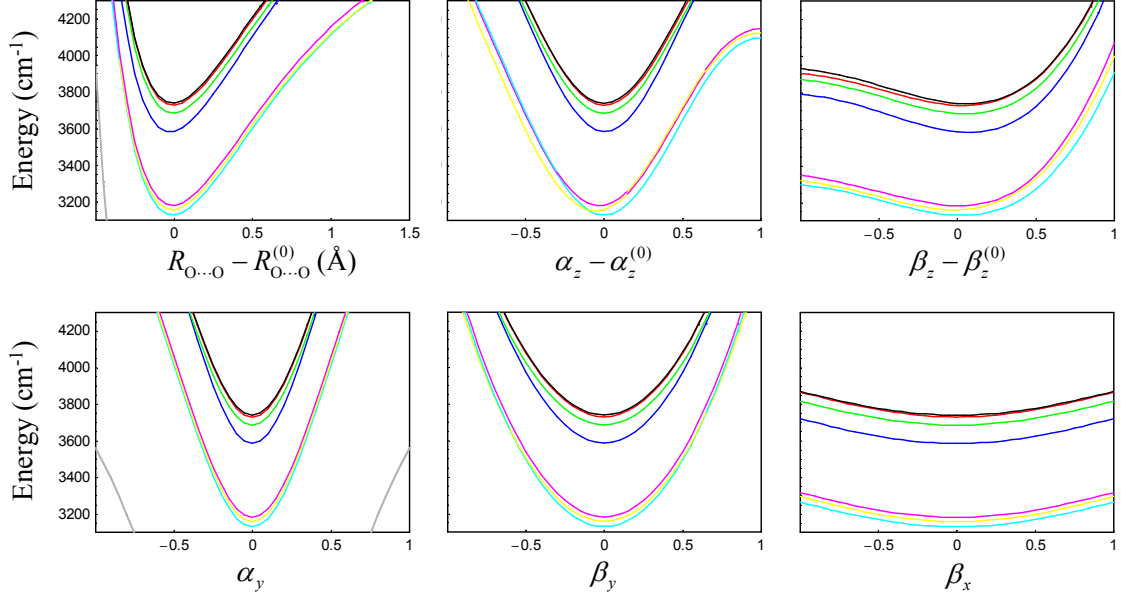 4200
4000
3800
3600
3400
3200
Energy (cm⁻¹)
−0.5 0 0.5 1 1.5
−0.5 0 0.5 1
−0.5 0 0.5 1
R_O···O − R_O···O^(0) (Å)
α_z − α_z^(0)
β_z − β_z^(0)
4200
4000
3800
3600
3400
3200
Energy (cm⁻¹)
−0.5 0 0.5 1
−0.5 0 0.5 1
−0.5 0 0.5 1
α_y
β_y
β_x